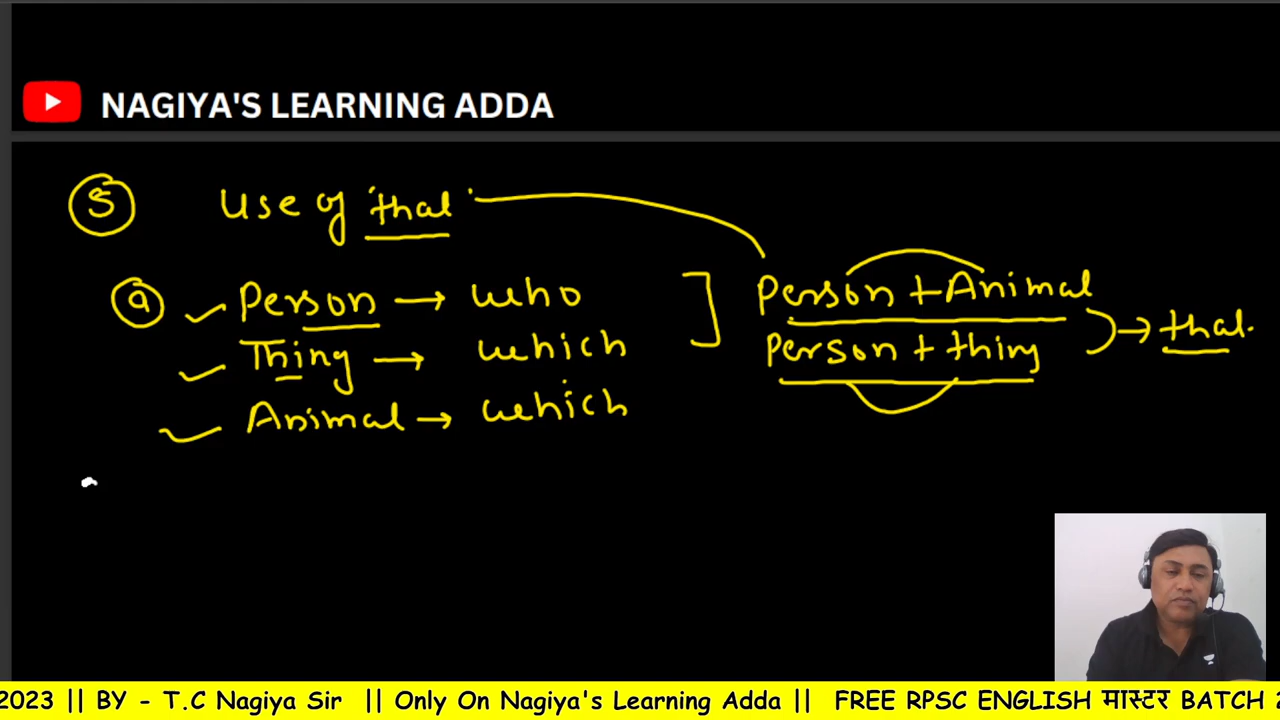 NAGIYA'S LEARNING ADDA
5 Use of that
a Person → who
Thing → which
Animal → which
Person + Animal
Person + thing → that.
2023 || BY - T.C Nagiya Sir || Only On Nagiya's Learning Adda || FREE RPSC ENGLISH मास्टर BATCH 2